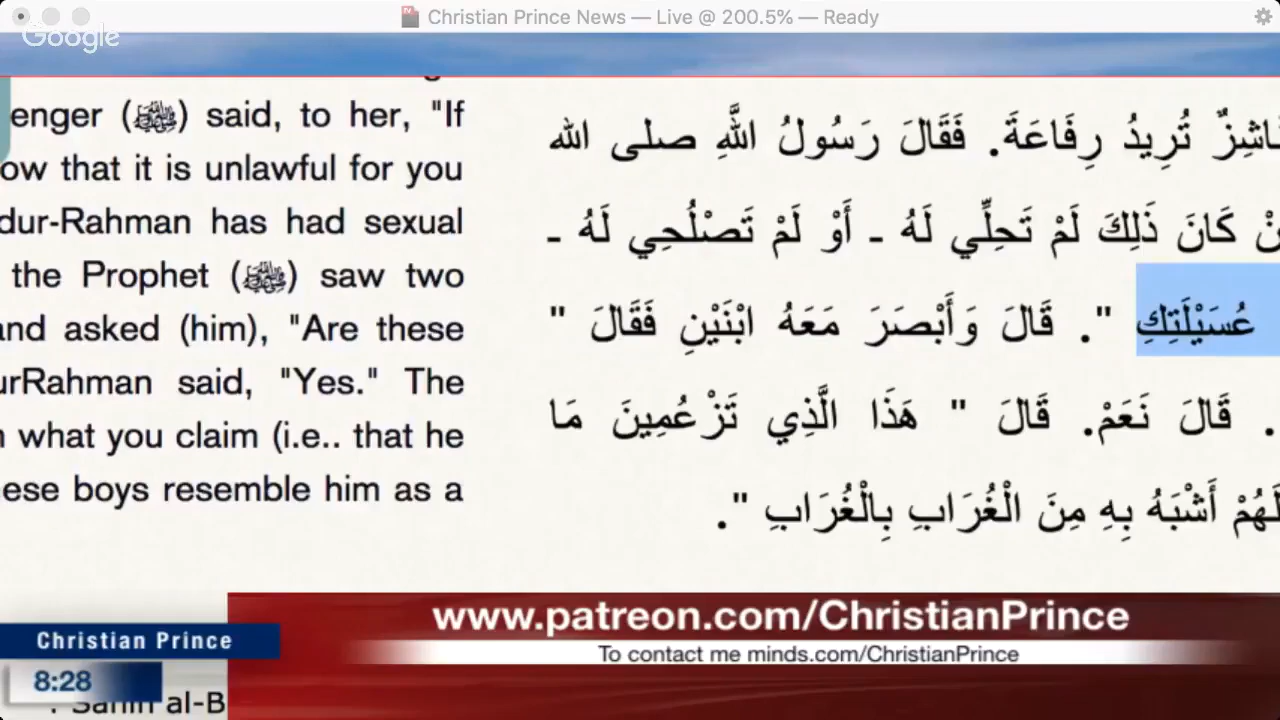 Christian Prince News — Live @ 200.5% — Ready
Google
enger (ﷺ) said, to her, "If
ow that it is unlawful for you
dur-Rahman has had sexual
the Prophet (ﷺ) saw two
and asked (him), "Are these
urRahman said, "Yes." The
what you claim (i.e.. that he
ese boys resemble him as a
نَاشِزٌ تُرِيدُ رِفَاعَةَ. فَقَالَ رَسُولُ اللَّهِ صلى الله
نْ كَانَ ذَلِكَ لَمْ تَحِلِّي لَهُ ـ أَوْ لَمْ تَصْلُحِي لَهُ ـ
عُسَيْلَتِكِ ". قَالَ وَأَبْصَرَ مَعَهُ ابْنَيْنِ فَقَالَ "
. قَالَ نَعَمْ. قَالَ " هَذَا الَّذِي تَزْعُمِينَ مَا
لَهُمْ أَشْبَهُ بِهِ مِنَ الْغُرَابِ بِالْغُرَابِ ".
www.patreon.com/ChristianPrince
To contact me minds.com/ChristianPrince
Christian Prince
8:28
: Sahih al-B